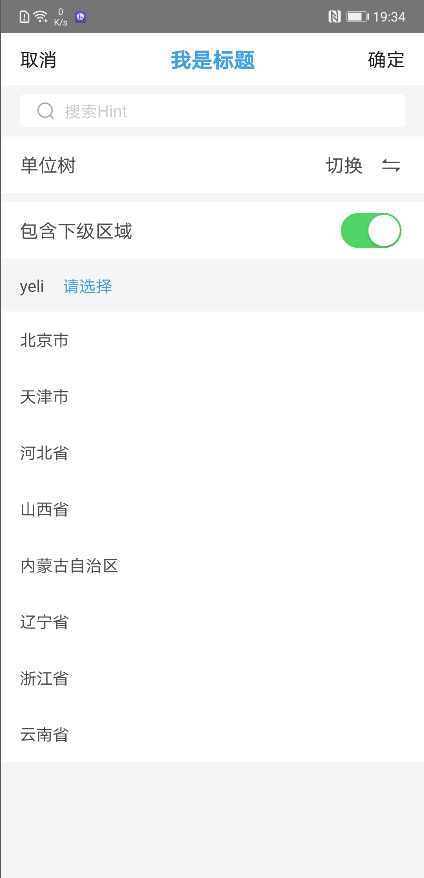 0
K/s
19:34
取消
我是标题
确定
搜索Hint
单位树
切换
包含下级区域
yeli
请选择
北京市
天津市
河北省
山西省
内蒙古自治区
辽宁省
浙江省
云南省